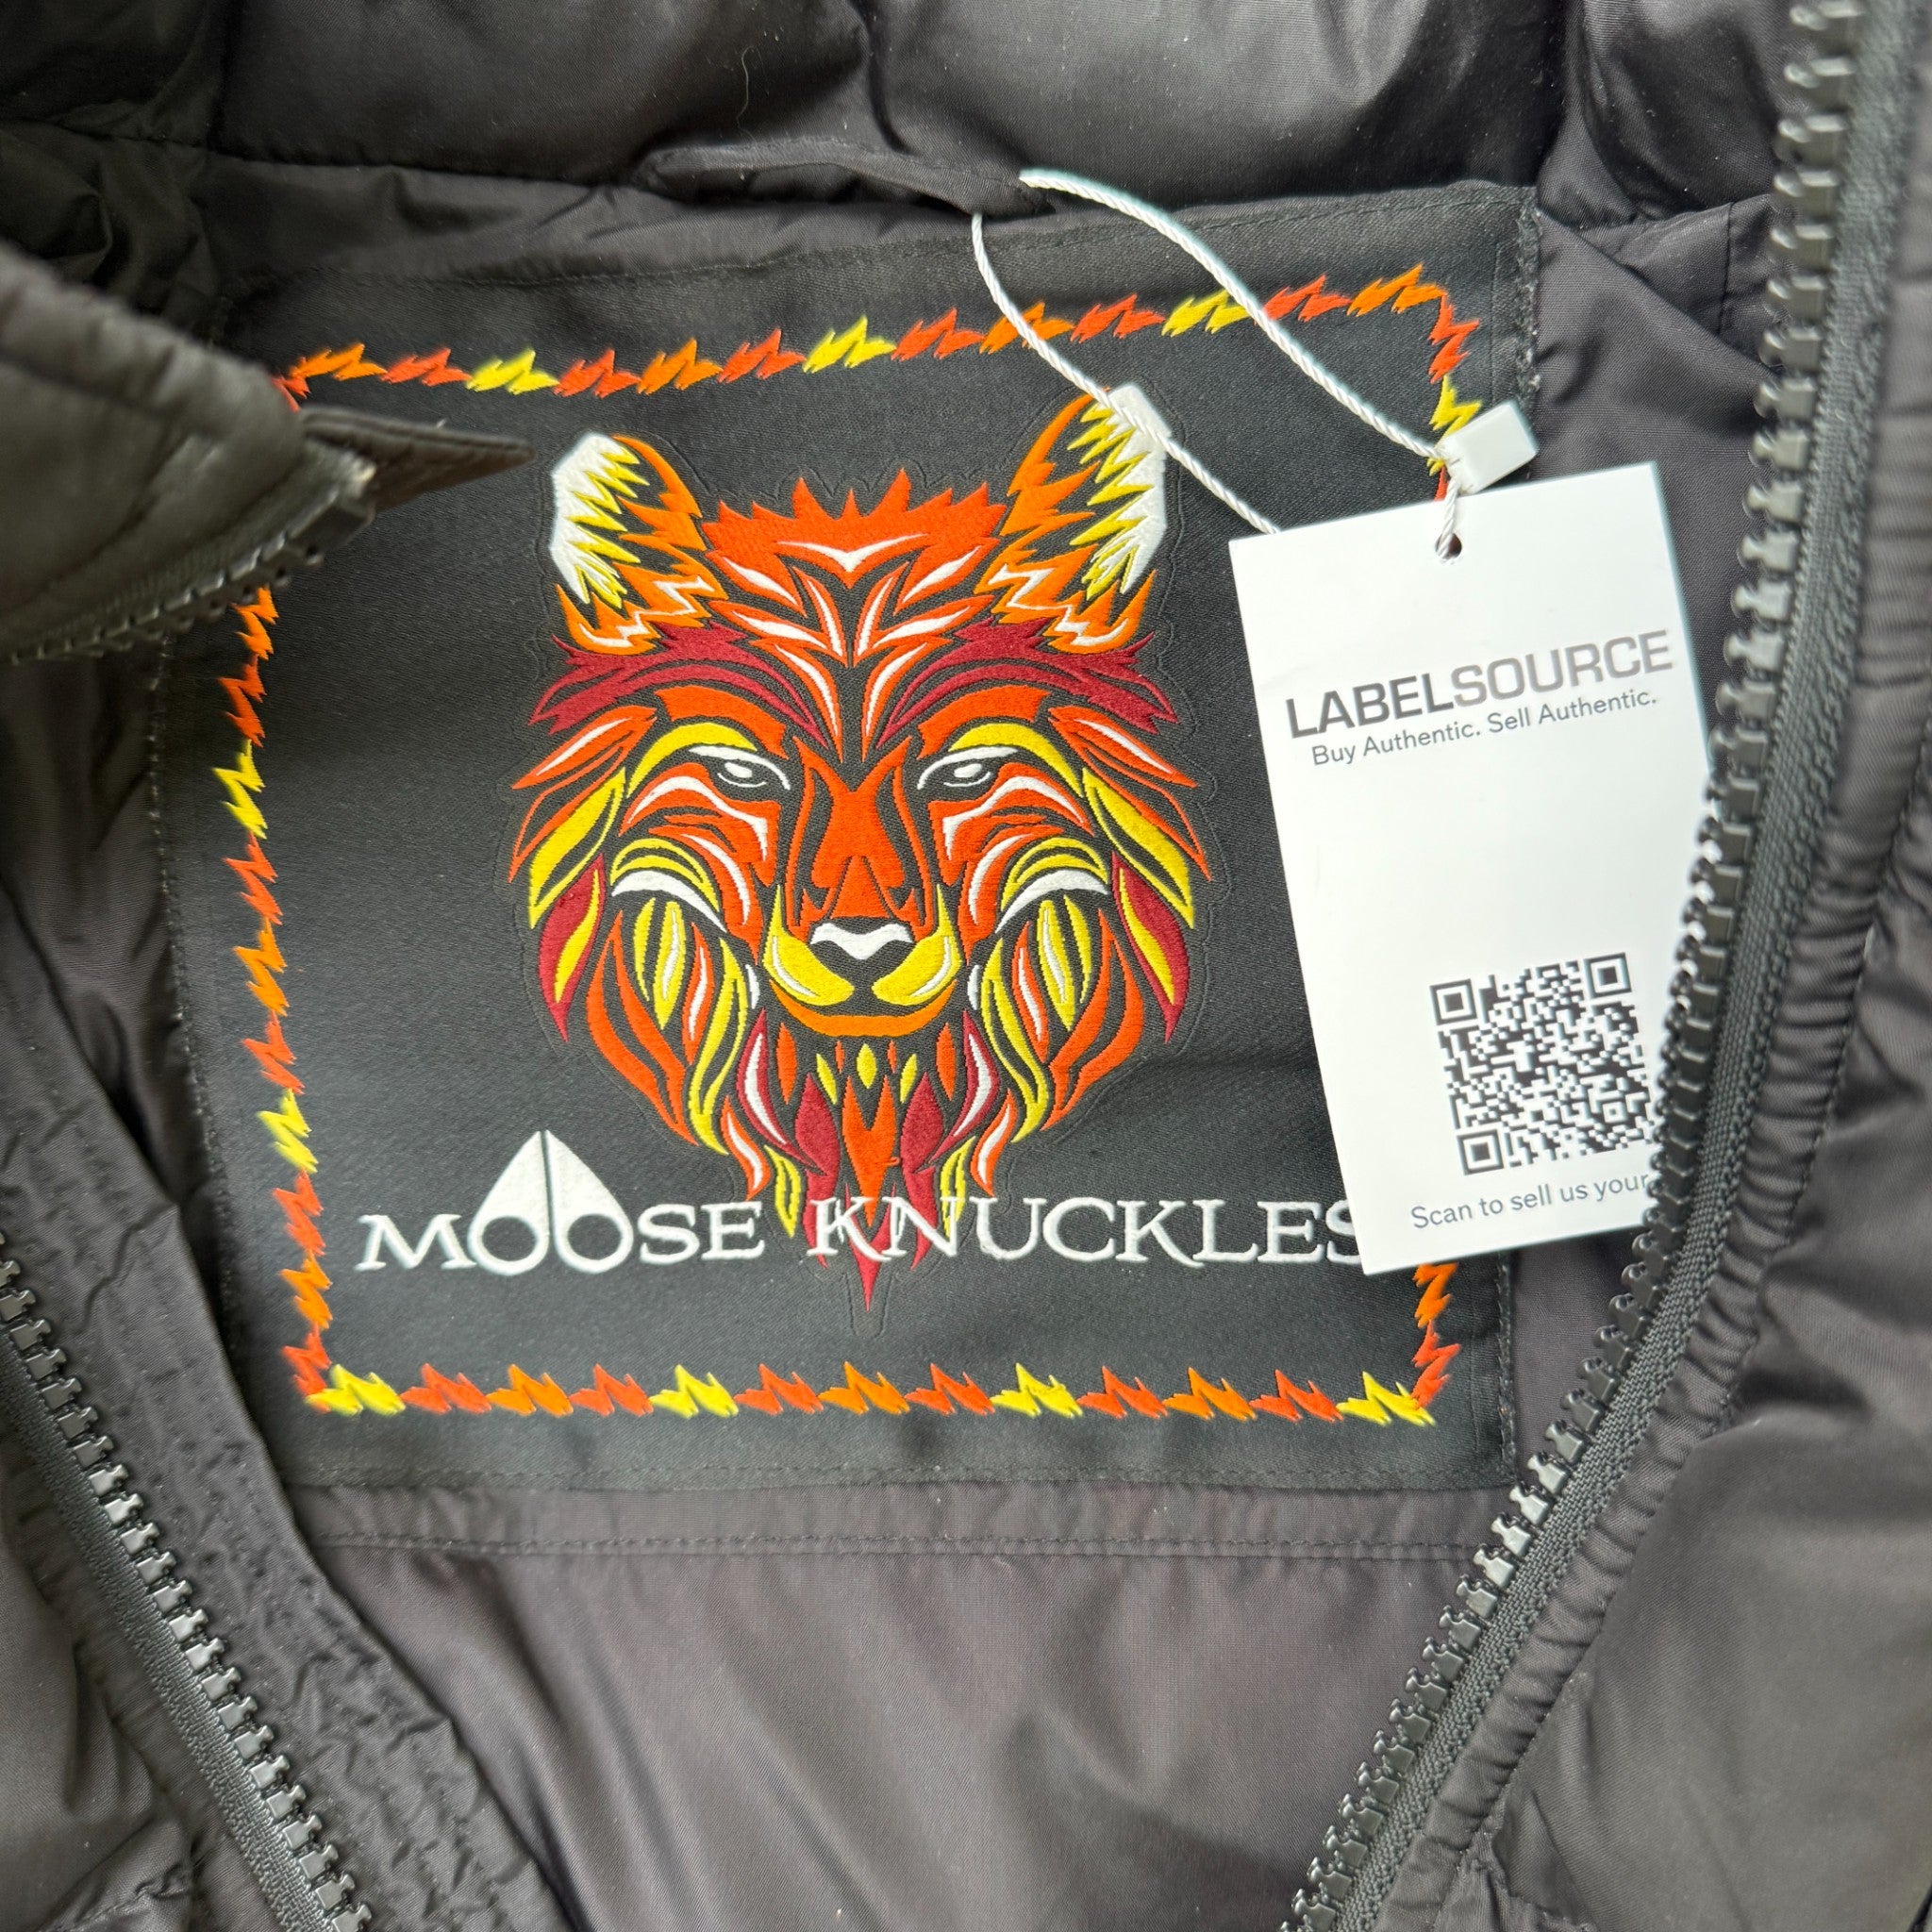 LABELSOURCE
Buy Authentic. Sell Authentic.
Scan to sell us your
MOOSE KNUCKLES